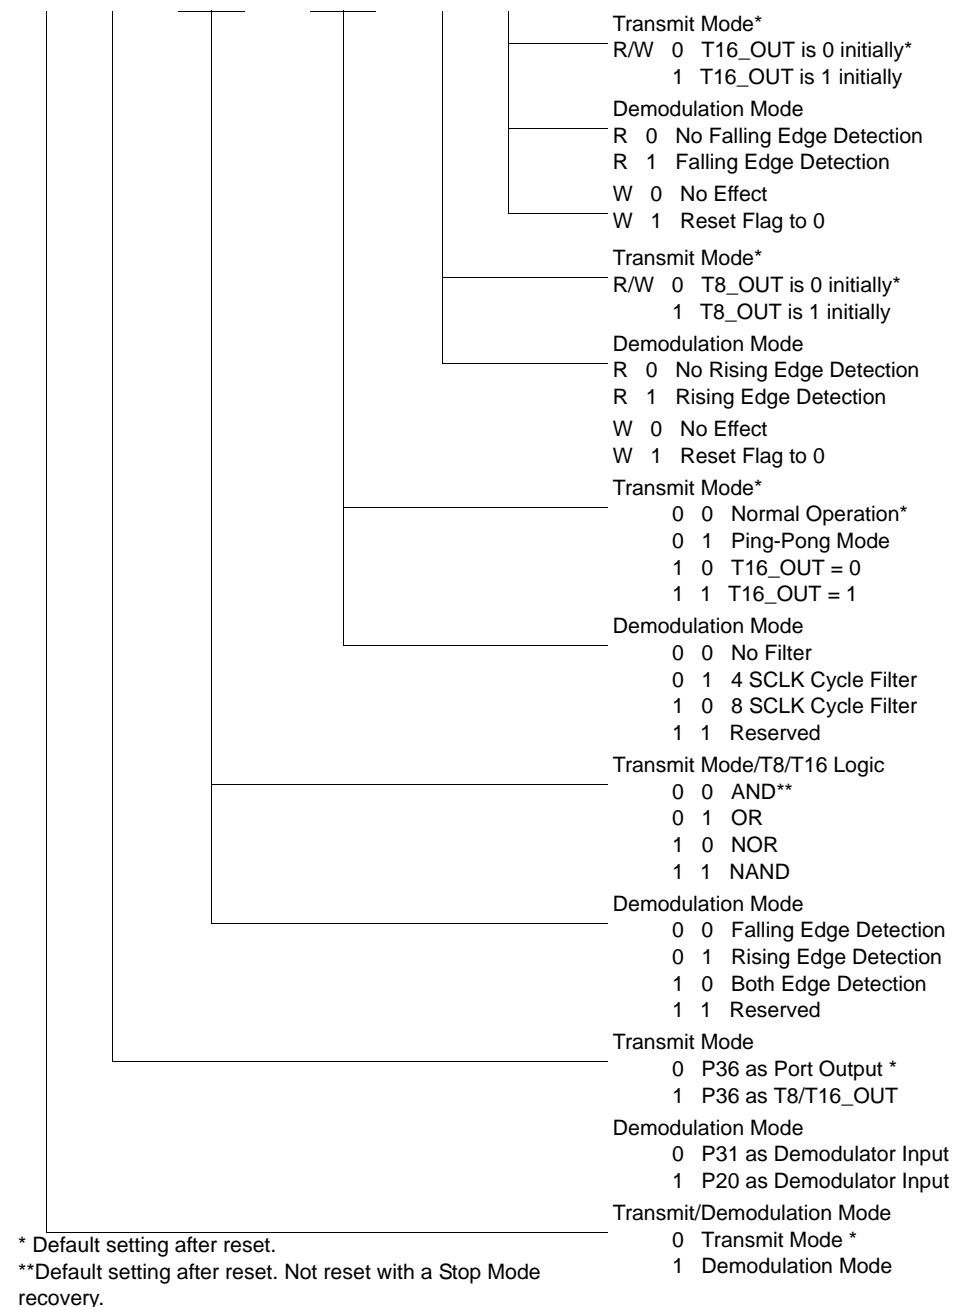 Transmit Mode*
R/W 0 T16_OUT is 0 initially*
1 T16_OUT is 1 initially
Demodulation Mode
R 0 No Falling Edge Detection
R 1 Falling Edge Detection
W 0 No Effect
W 1 Reset Flag to 0
Transmit Mode*
R/W 0 T8_OUT is 0 initially*
1 T8_OUT is 1 initially
Demodulation Mode
R 0 No Rising Edge Detection
R 1 Rising Edge Detection
W 0 No Effect
W 1 Reset Flag to 0
Transmit Mode*
0 0 Normal Operation*
0 1 Ping-Pong Mode
1 0 T16_OUT = 0
1 1 T16_OUT = 1
Demodulation Mode
0 0 No Filter
0 1 4 SCLK Cycle Filter
1 0 8 SCLK Cycle Filter
1 1 Reserved
Transmit Mode/T8/T16 Logic
0 0 AND**
0 1 OR
1 0 NOR
1 1 NAND
Demodulation Mode
0 0 Falling Edge Detection
0 1 Rising Edge Detection
1 0 Both Edge Detection
1 1 Reserved
Transmit Mode
0 P36 as Port Output *
1 P36 as T8/T16_OUT
Demodulation Mode
0 P31 as Demodulator Input
1 P20 as Demodulator Input
Transmit/Demodulation Mode
0 Transmit Mode *
1 Demodulation Mode
* Default setting after reset.
**Default setting after reset. Not reset with a Stop Mode
recovery.